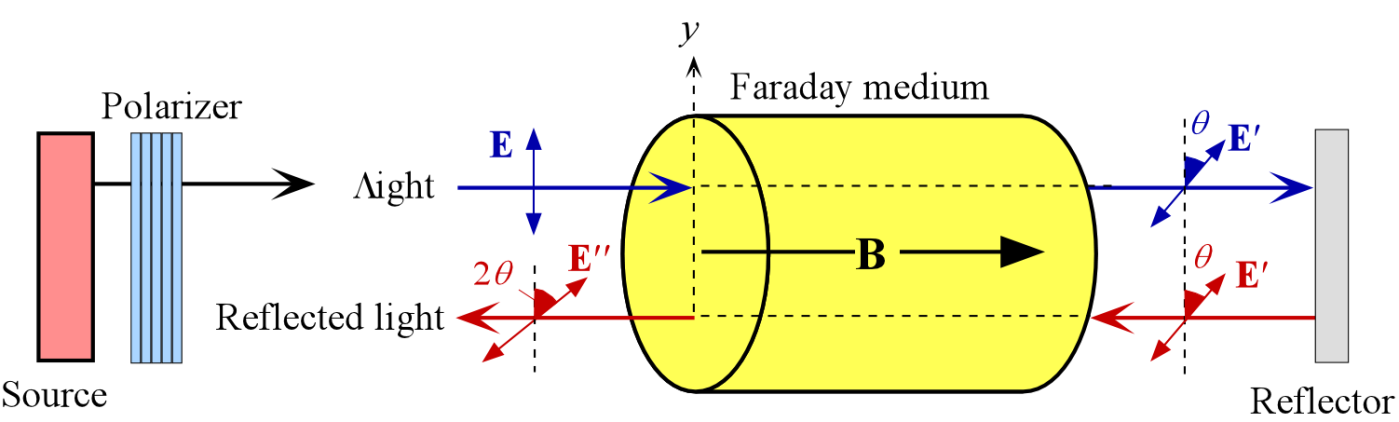 y
Faraday medium
Polarizer
θ
E′
E
Λight
B
2θ
E′′
θ
E′
Reflected light
Source
Reflector